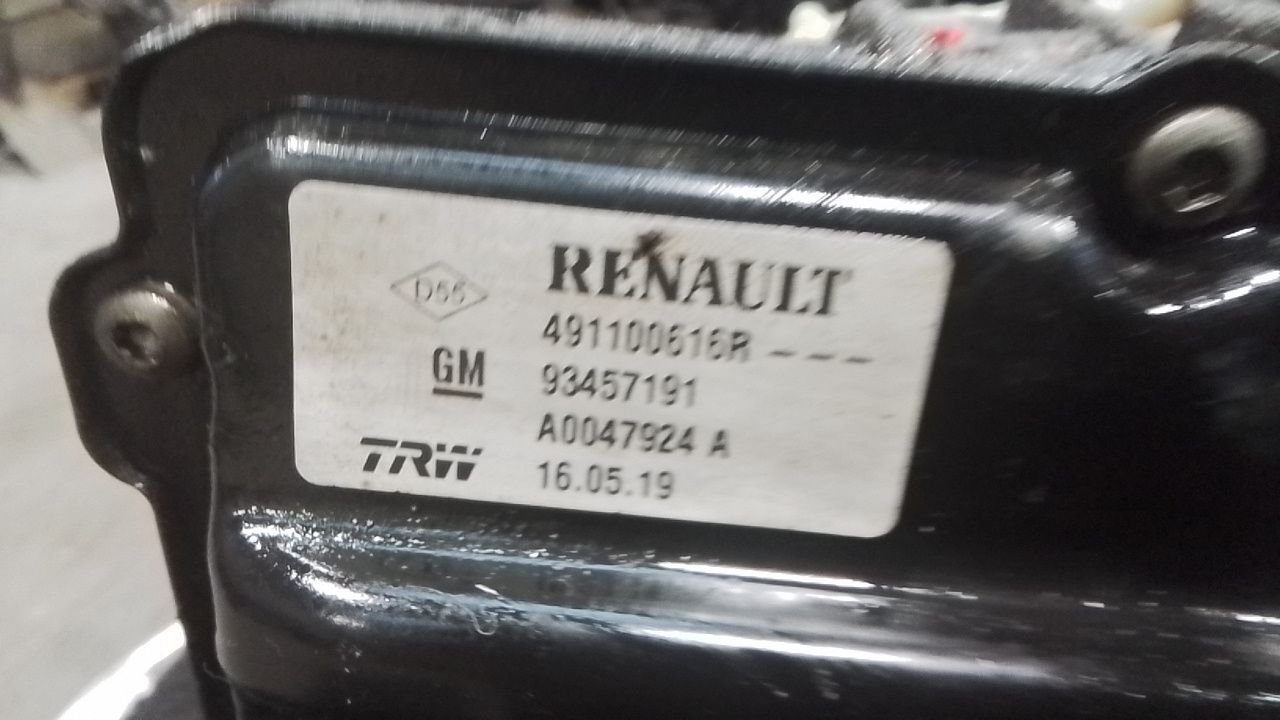 RENAULT
D55
491100616R ---
GM
93457191
A0047924 A
TRW
16.05.19